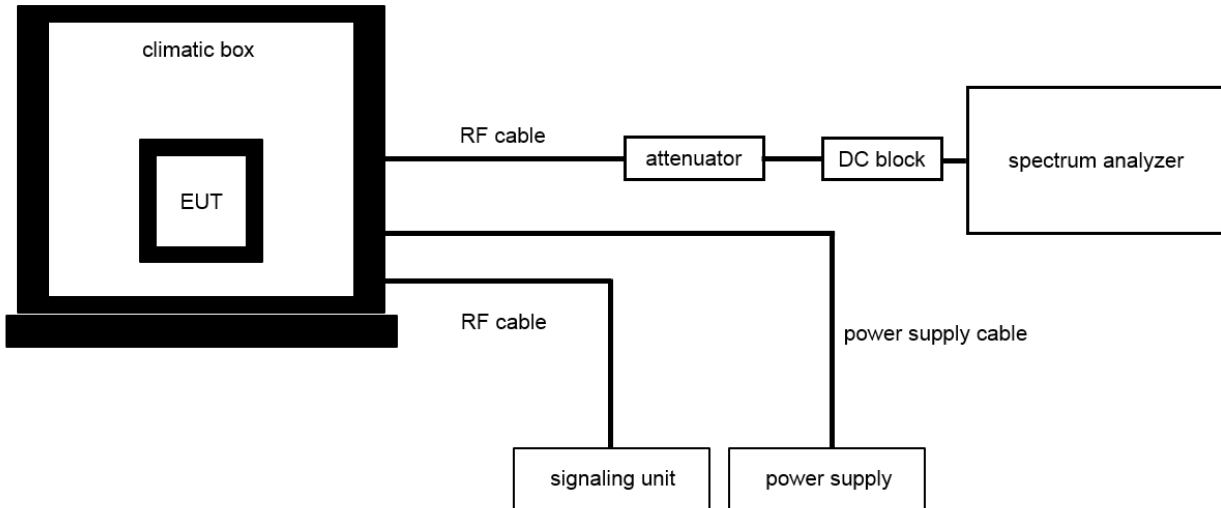 climatic box
RF cable
attenuator
DC block
spectrum analyzer
EUT
RF cable
power supply cable
signaling unit
power supply